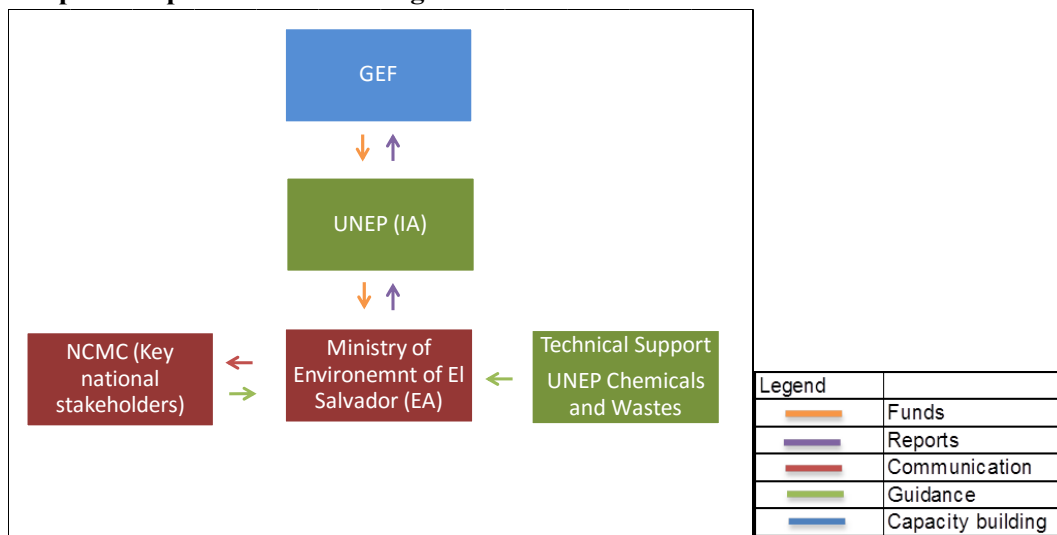 GEF
UNEP (IA)
NCMC (Key
national
stakeholders)
Ministry of
Environemnt of El
Salvador (EA)
Technical Support
UNEP Chemicals
and Wastes
Legend
Funds
Reports
Communication
Guidance
Capacity building